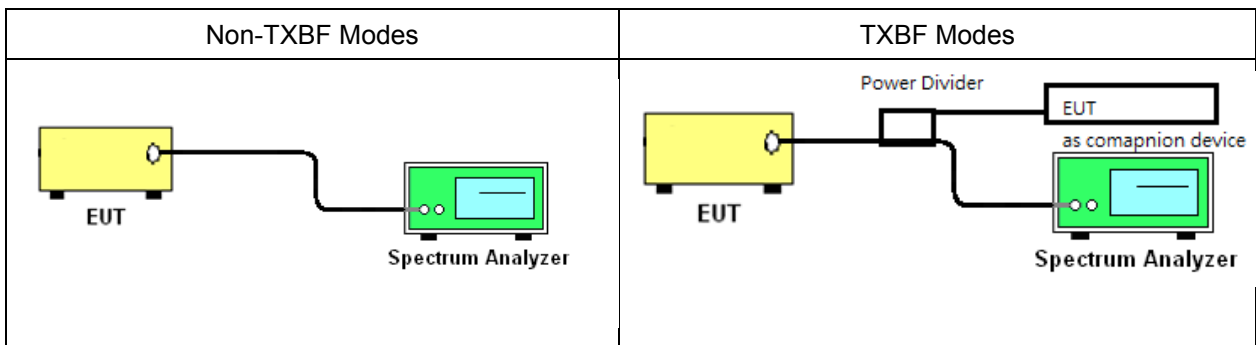 Non-TXBF Modes
TXBF Modes
EUT
Spectrum Analyzer
Power Divider
EUT
as comapnion device
EUT
Spectrum Analyzer